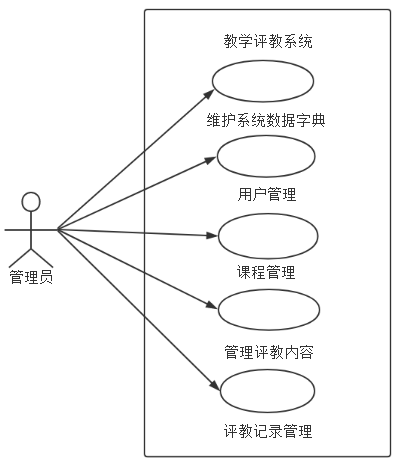 教学评教系统
维护系统数据字典
用户管理
课程管理
管理员
管理评教内容
评教记录管理